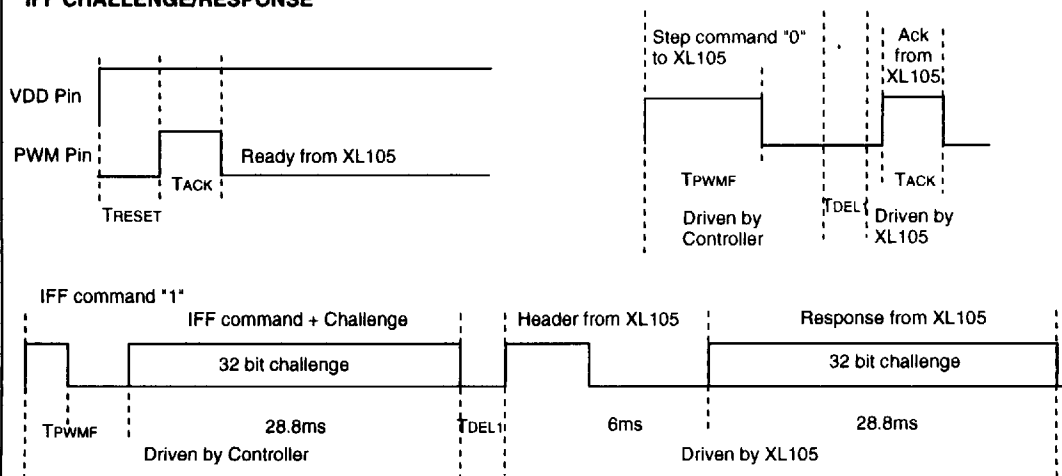 IFF CHALLENGE/RESPONSE
VDD Pin
PWM Pin
Ready from XL105
TACK
TRESET
Step command "0"
to XL105
Ack
from
XL105
TPWMF
TDEL1
TACK
Driven by
Controller
Driven by
XL105
IFF command "1"
IFF command + Challenge
Header from XL105
Response from XL105
32 bit challenge
32 bit challenge
TPWMF
28.8ms
TDEL1
6ms
28.8ms
Driven by Controller
Driven by XL105